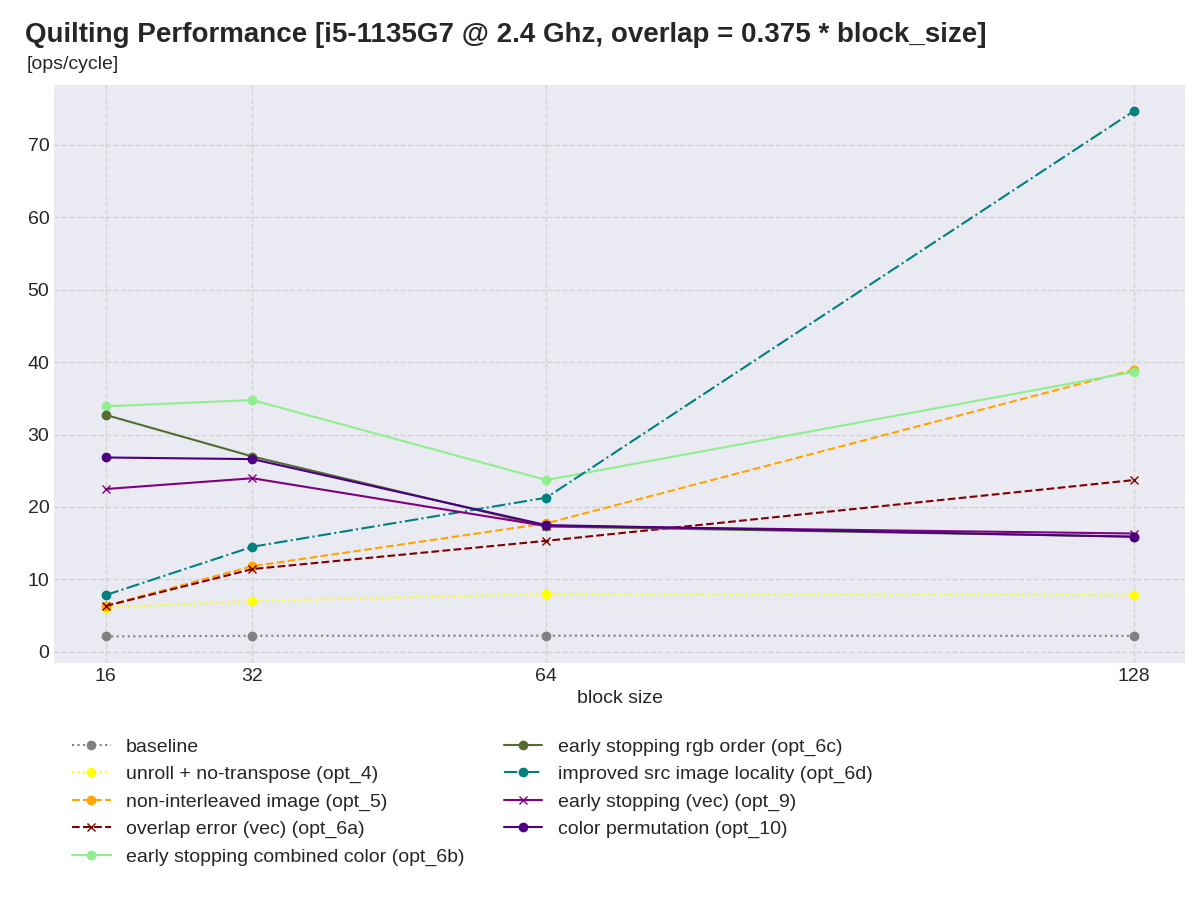 Quilting Performance [i5-1135G7 @ 2.4 Ghz, overlap = 0.375 * block_size]
[ops/cycle]
70
60
50
40
30
20
10
0
16 32 64 128
block size
baseline
unroll + no-transpose (opt_4)
non-interleaved image (opt_5)
overlap error (vec) (opt_6a)
early stopping combined color (opt_6b)
early stopping rgb order (opt_6c)
improved src image locality (opt_6d)
early stopping (vec) (opt_9)
color permutation (opt_10)